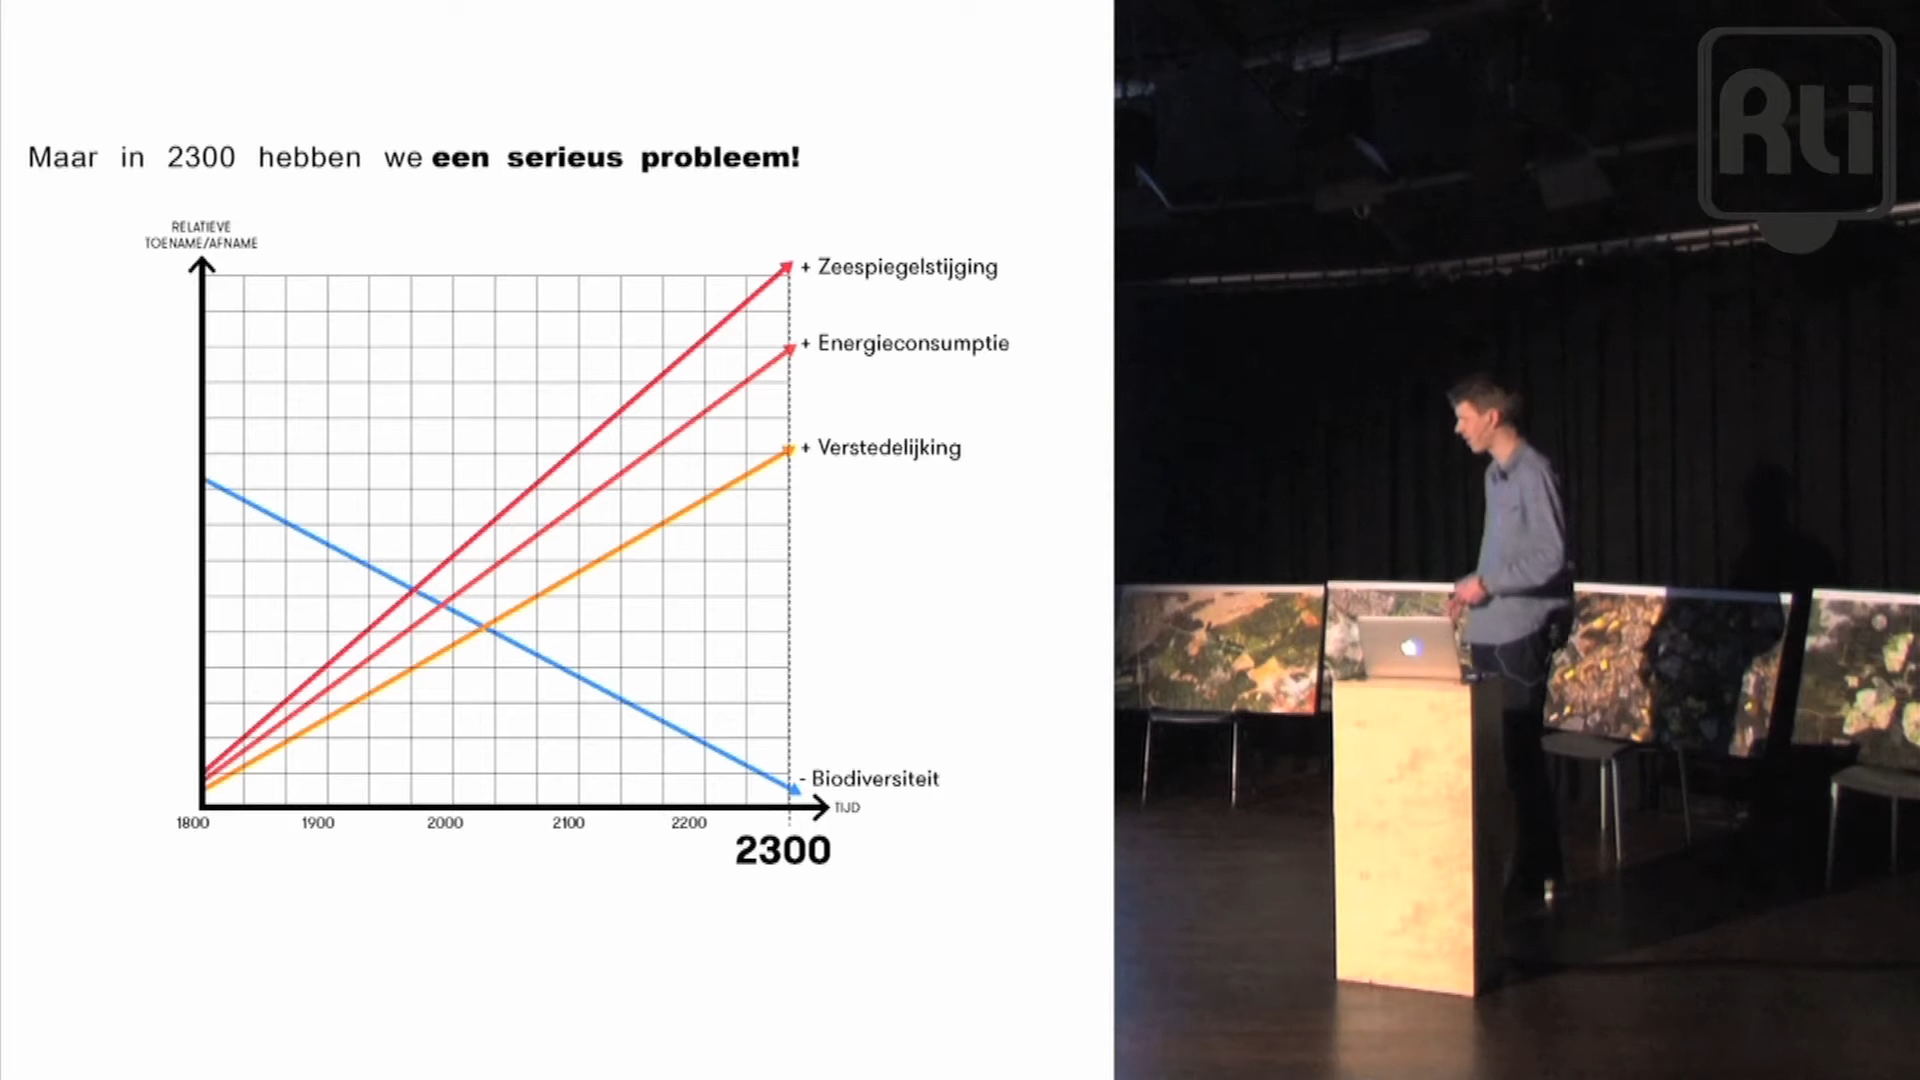 Maar in 2300 hebben we een serieus probleem!
RELATIEVE
TOENAME/AFNAME
+ Zeespiegelstijging
+ Energieconsumptie
+ Verstedelijking
- Biodiversiteit
TIJD
1800 1900 2000 2100 2200
2300
RLi